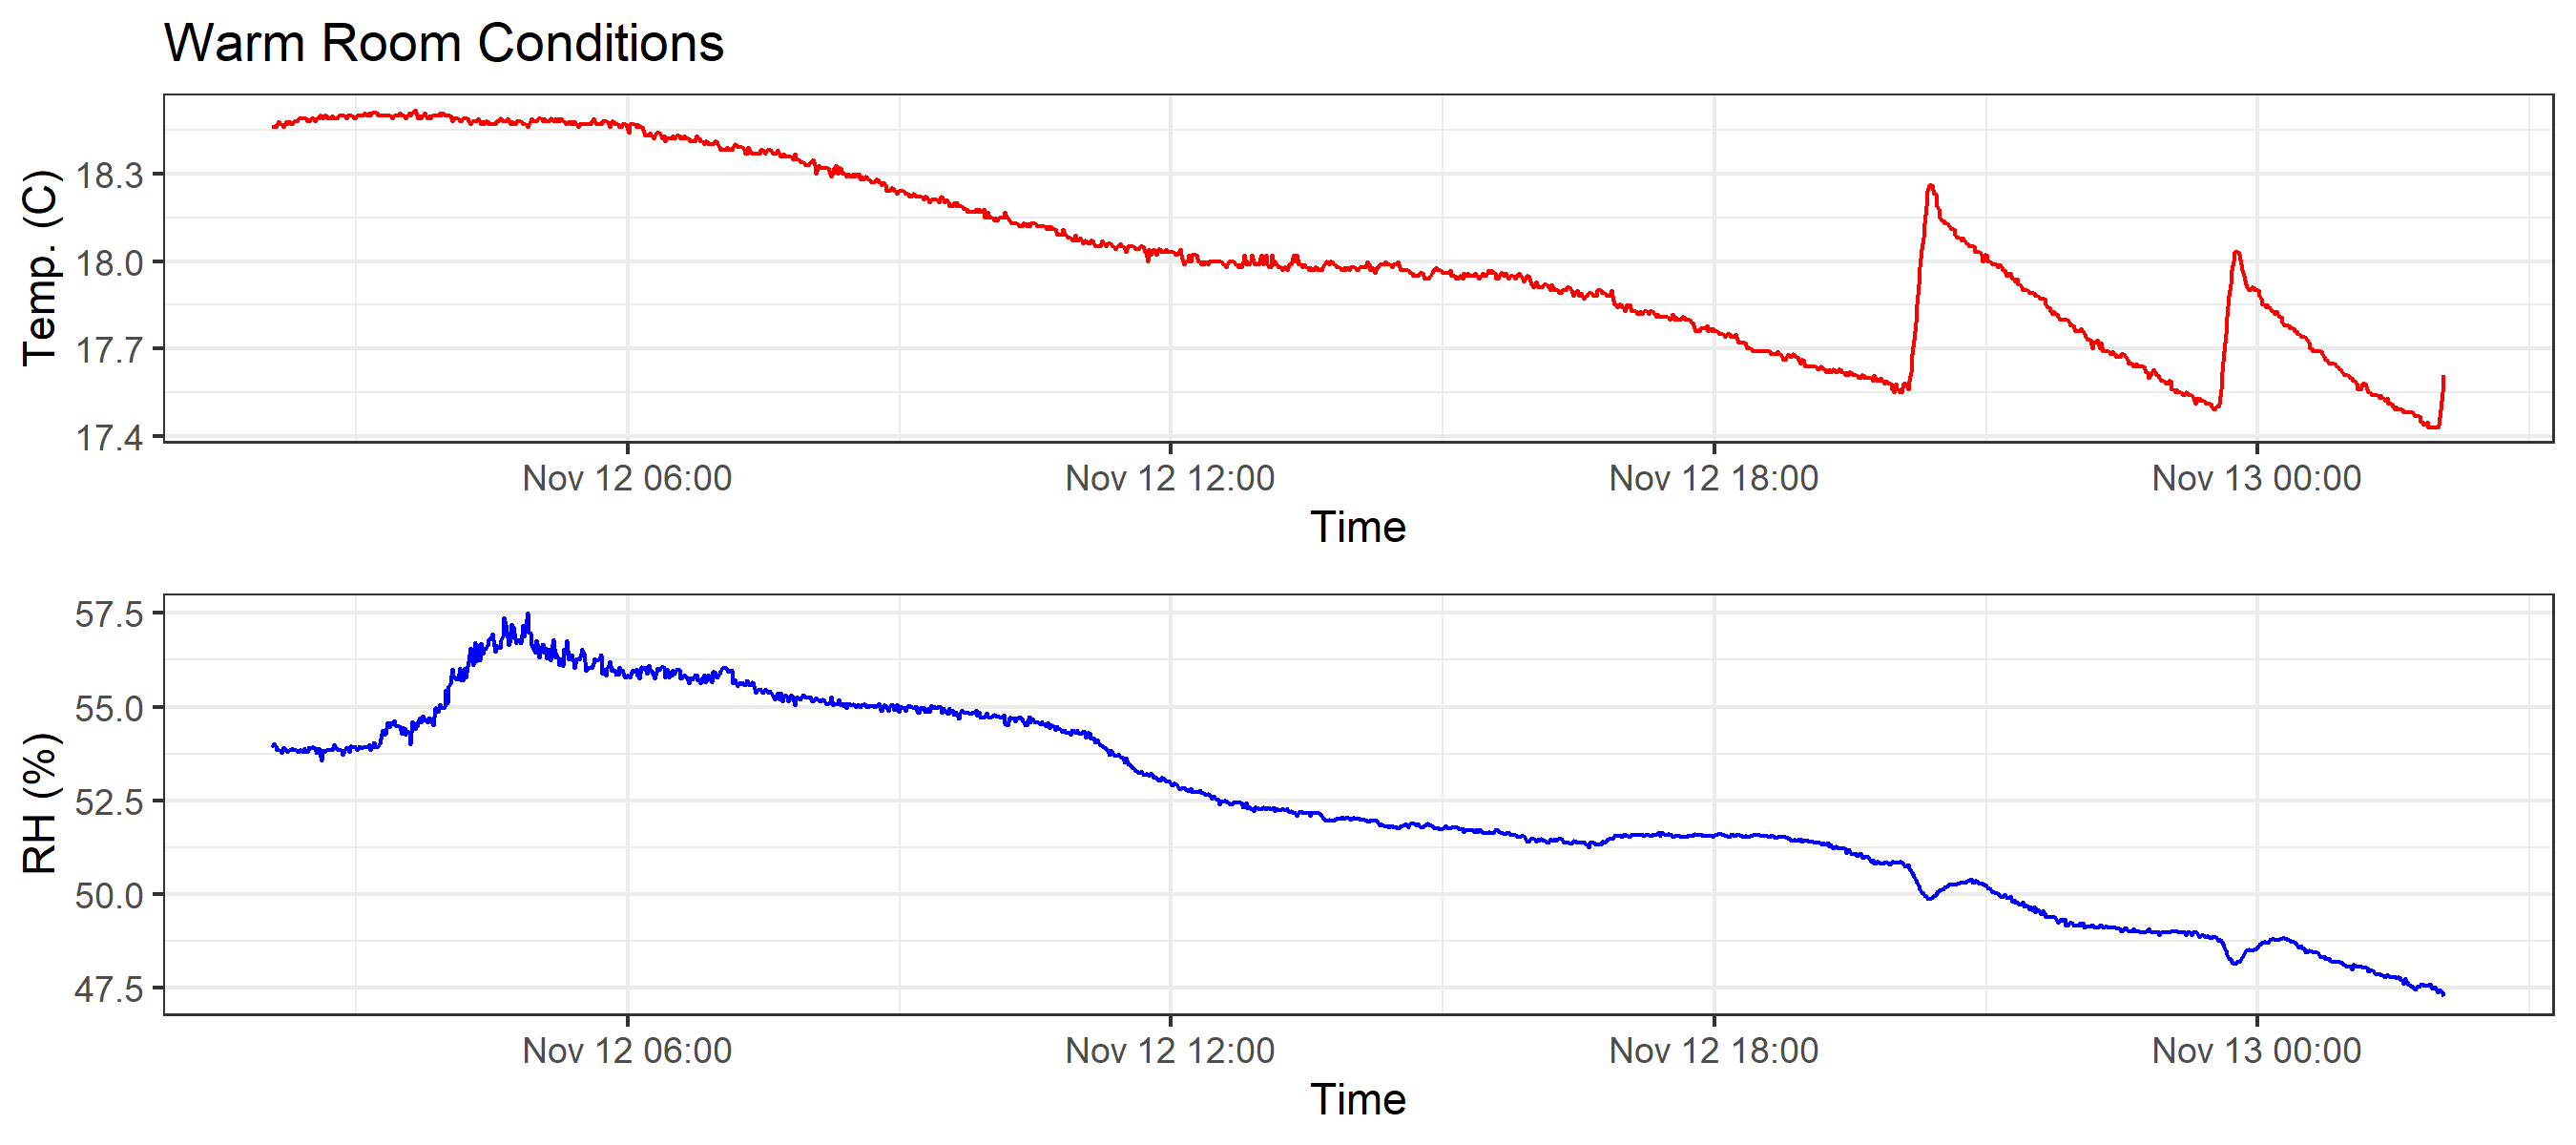 Warm Room Conditions
Temp. (C)
18.3
18.0
17.7
17.4
Nov 12 06:00 Nov 12 12:00 Nov 12 18:00 Nov 13 00:00
Time
RH (%)
57.5
55.0
52.5
50.0
47.5
Nov 12 06:00 Nov 12 12:00 Nov 12 18:00 Nov 13 00:00
Time